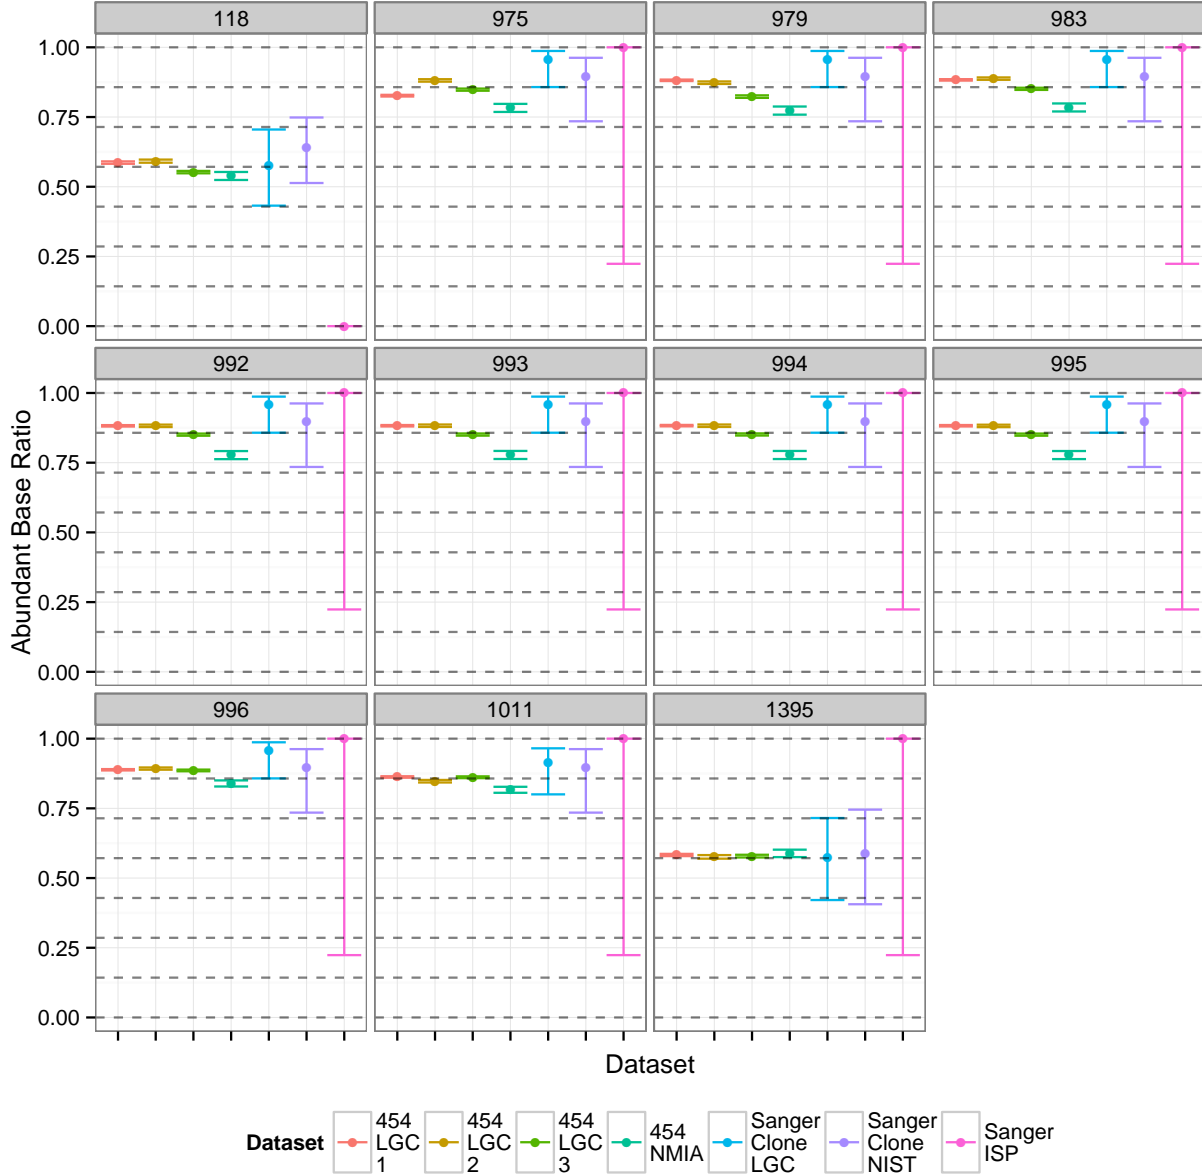 118 975 979 983
1.00
0.75
0.50
0.25
0.00
992 993 994 995
1.00
0.75
0.50
0.25
0.00
Abundant Base Ratio
996 1011 1395
1.00
0.75
0.50
0.25
0.00
Dataset
Dataset
454
LGC
1
454
LGC
2
454
LGC
3
454
NMIA
Sanger
Clone
LGC
Sanger
Clone
NIST
Sanger
ISP